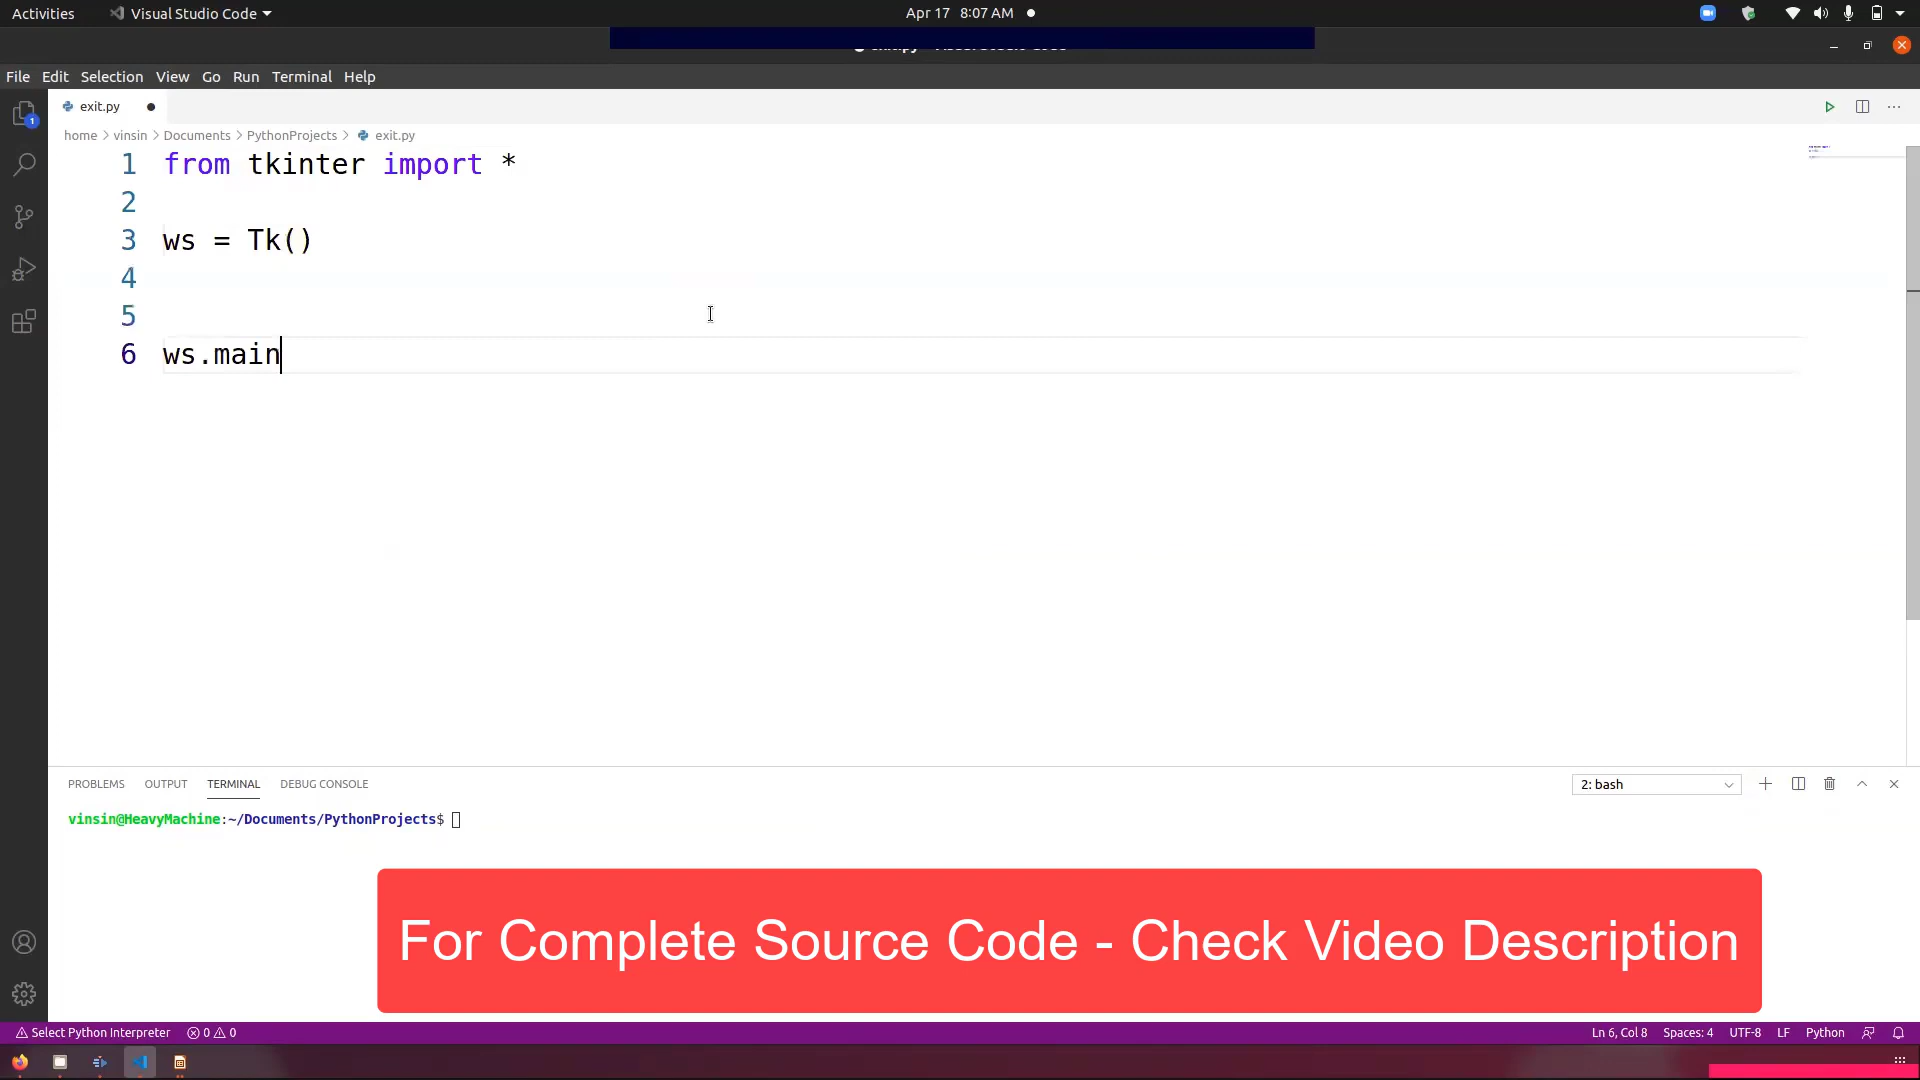 Activities Visual Studio Code Apr 17 8:07 AM
File Edit Selection View Go Run Terminal Help
exit.py
home > vinsin > Documents > PythonProjects > exit.py
1 from tkinter import *
2
3 ws = Tk()
4
5
6 ws.main
PROBLEMS OUTPUT TERMINAL DEBUG CONSOLE 2: bash
vinsin@HeavyMachine:~/Documents/PythonProjects$
For Complete Source Code - Check Video Description
Select Python Interpreter 0 0 Ln 6, Col 8 Spaces: 4 UTF-8 LF Python